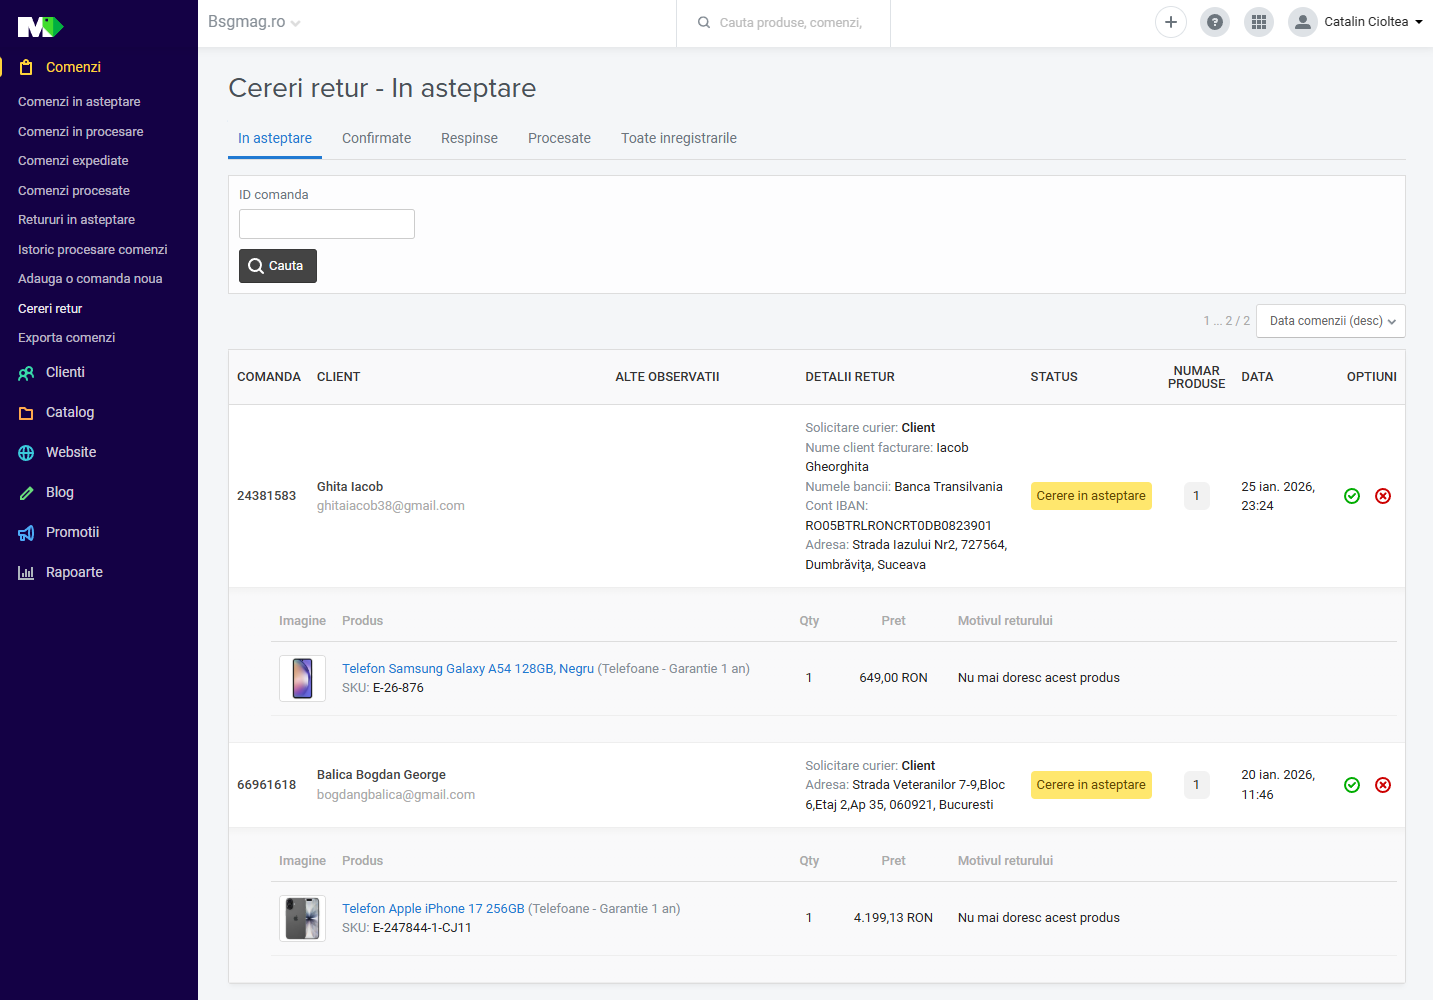 Bsgmag.ro
Cauta produse, comenzi,
Catalin Cioltea
Comenzi
Comenzi in asteptare
Comenzi in procesare
Comenzi expediate
Comenzi procesate
Retururi in asteptare
Istoric procesare comenzi
Adauga o comanda noua
Cereri retur
Exporta comenzi
Clienti
Catalog
Website
Blog
Promotii
Rapoarte
Cereri retur - In asteptare
In asteptare Confirmate Respinse Procesate Toate inregistrarile
ID comanda
Cauta
1 ... 2 / 2 Data comenzii (desc)
COMANDA CLIENT ALTE OBSERVATII DETALII RETUR STATUS NUMAR PRODUSE DATA OPTIUNI
24381583
Ghita Iacob
ghitaiacob38@gmail.com
Solicitare curier: Client
Nume client facturare: Iacob
Gheorghita
Numele bancii: Banca Transilvania
Cont IBAN:
RO05BTRLRONCRT0DB0823901
Adresa: Strada Iazului Nr2, 727564,
Dumbrăviţa, Suceava
Cerere in asteptare
1
25 ian. 2026,
23:24
Imagine Produs Qty Pret Motivul returului
Telefon Samsung Galaxy A54 128GB, Negru (Telefoane - Garantie 1 an)
SKU: E-26-876
1 649,00 RON Nu mai doresc acest produs
66961618
Balica Bogdan George
bogdangbalica@gmail.com
Solicitare curier: Client
Adresa: Strada Veteranilor 7-9,Bloc
6,Etaj 2,Ap 35, 060921, Bucuresti
Cerere in asteptare
1
20 ian. 2026,
11:46
Imagine Produs Qty Pret Motivul returului
Telefon Apple iPhone 17 256GB (Telefoane - Garantie 1 an)
SKU: E-247844-1-CJ11
1 4.199,13 RON Nu mai doresc acest produs